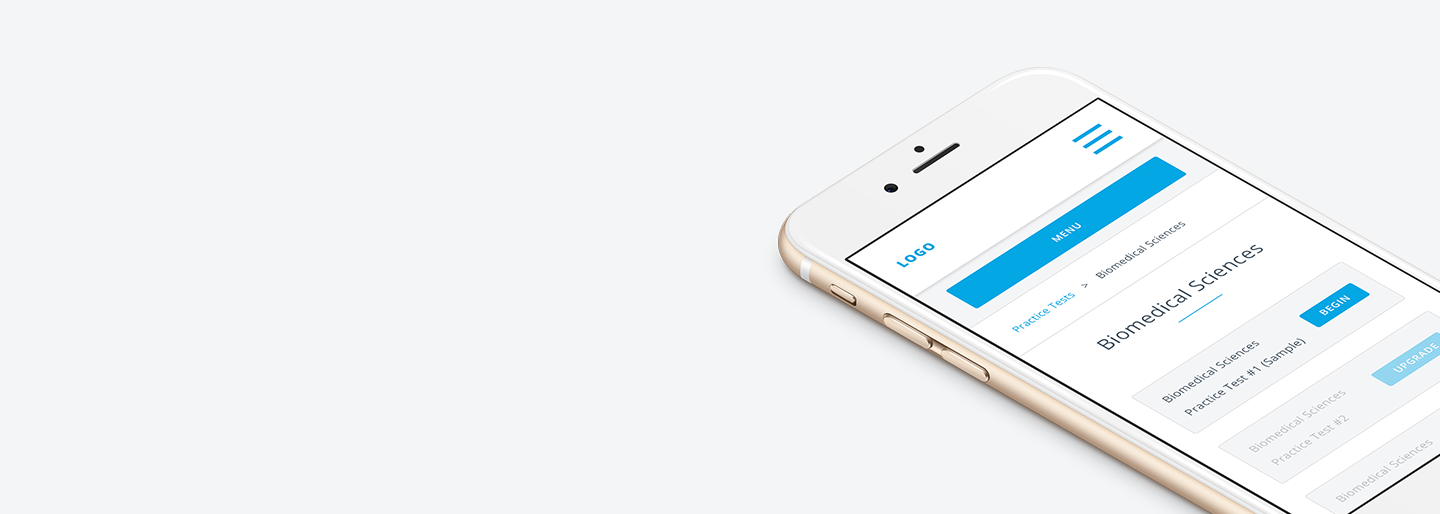 LOGO
MENU
Practice Tests > Biomedical Sciences
Biomedical Sciences
Biomedical Sciences
Practice Test #1 (Sample)
BEGIN
Biomedical Sciences
Practice Test #2
UPGRADE
Biomedical Sciences